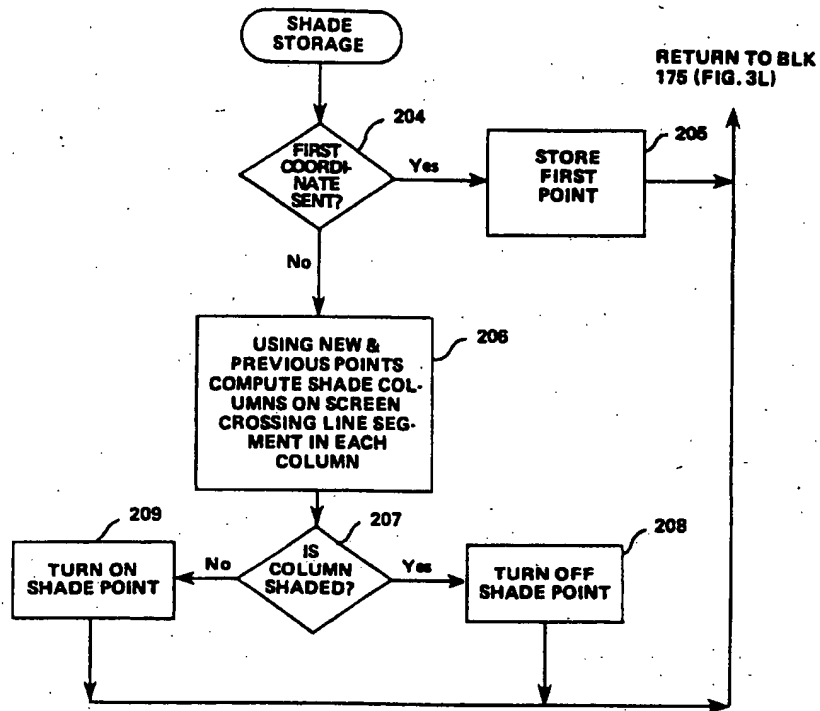 SHADE
STORAGE
RETURN TO BLK
175 (FIG. 3L)
204
FIRST
COORDI-
NATE
SENT?
Yes
205
STORE
FIRST
POINT
No
206
USING NEW &
PREVIOUS POINTS
COMPUTE SHADE COL-
UMNS ON SCREEN
CROSSING LINE SEG-
MENT IN EACH
COLUMN
209
TURN ON
SHADE POINT
No
207
IS
COLUMN
SHADED?
Yes
208
TURN OFF
SHADE POINT